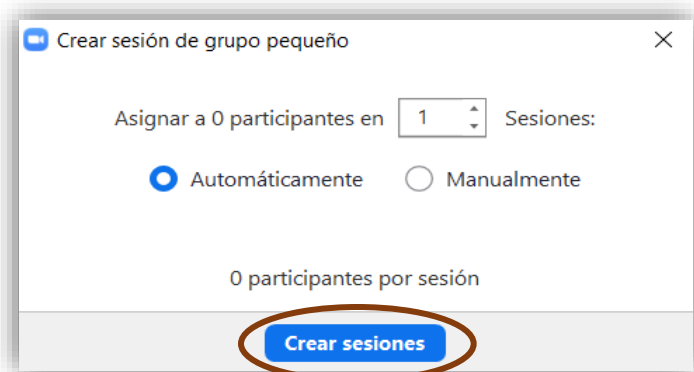 Crear sesión de grupo pequeño
Asignar a 0 participantes en 1 Sesiones:
Automáticamente Manualmente
0 participantes por sesión
Crear sesiones